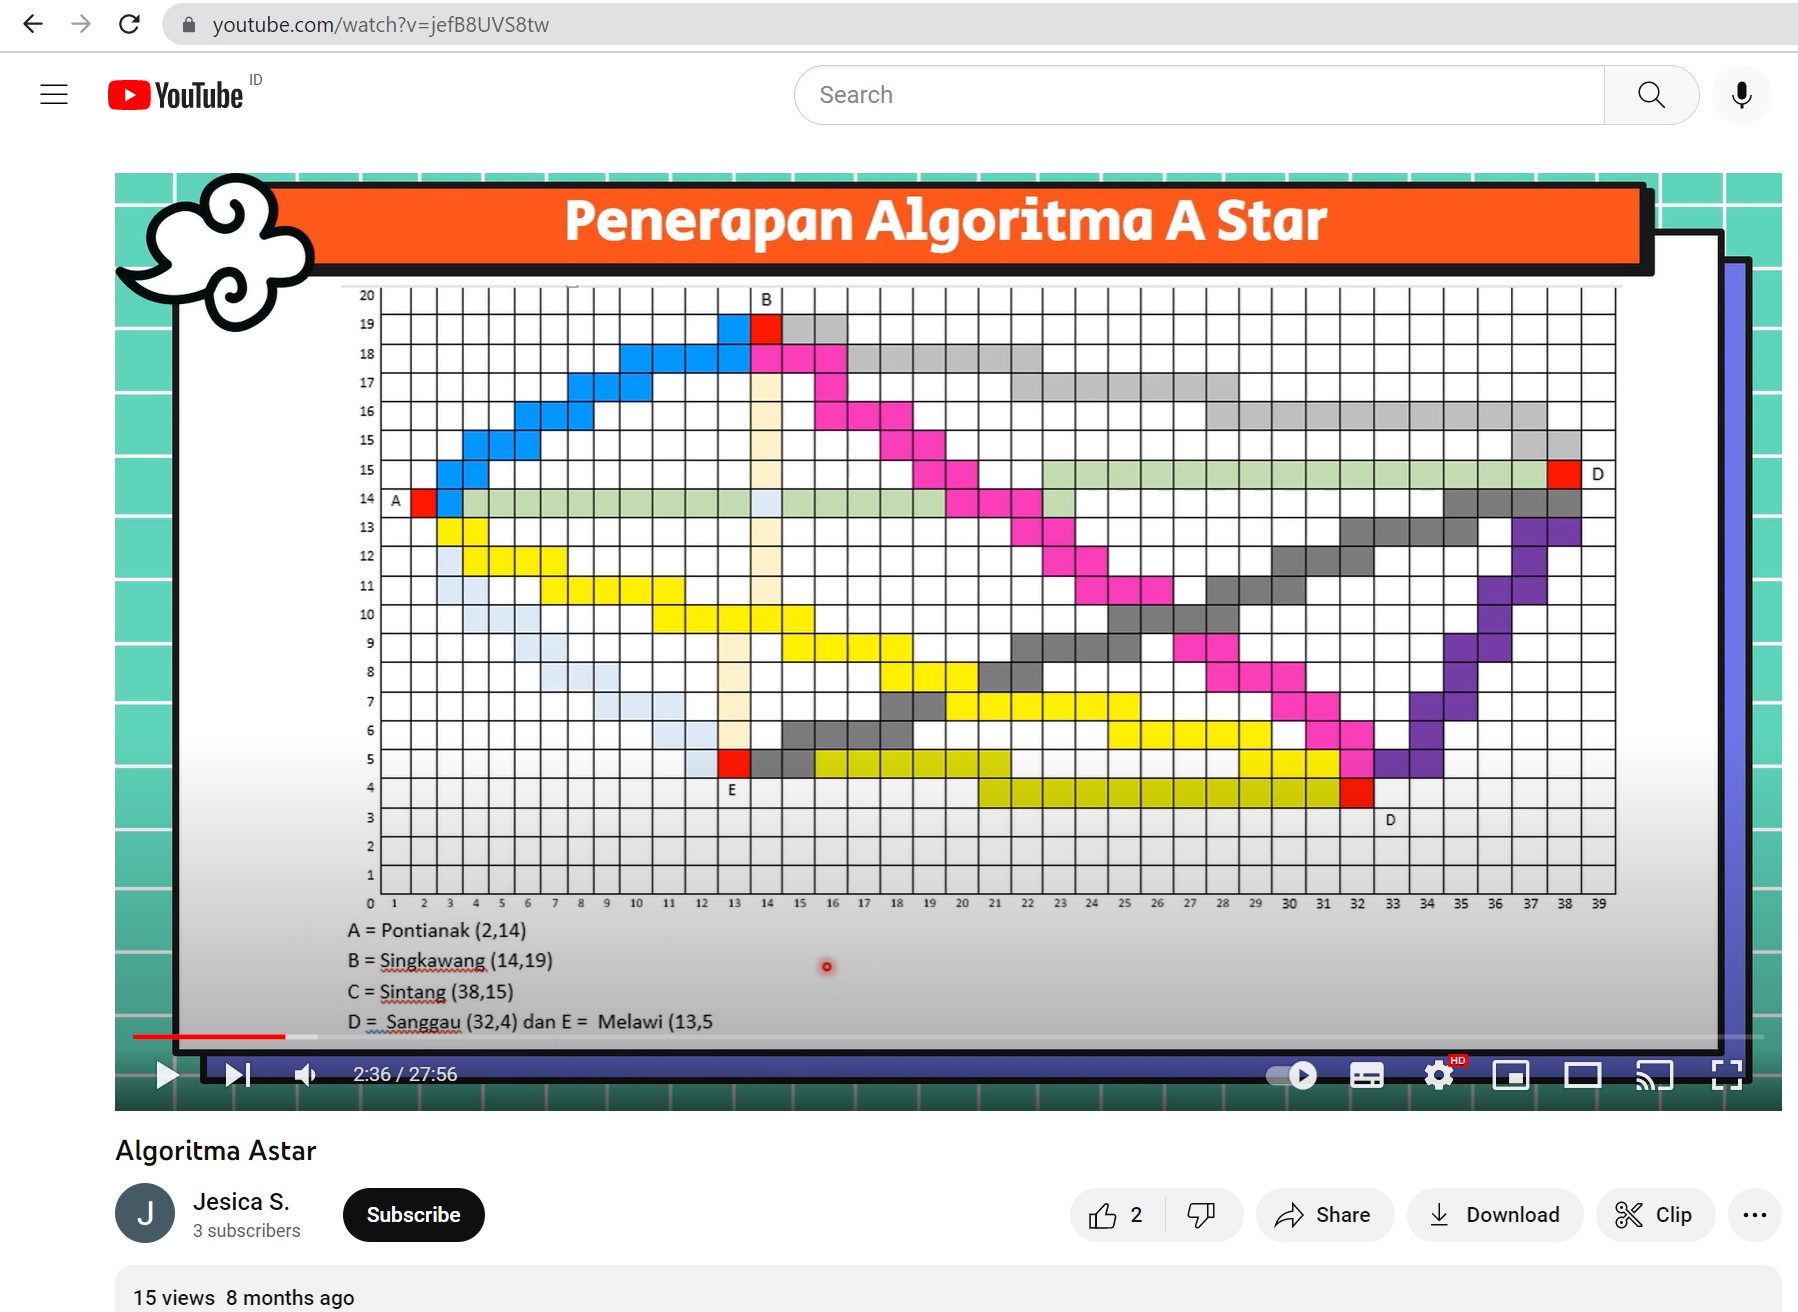 youtube.com/watch?v=jefB8UVS8tw
YouTube ID
Search
Penerapan Algoritma A Star
20
B
19
18
17
16
15
15
D
14
A
13
12
11
10
9
8
7
6
5
4
E
3
D
2
1
0 1 2 3 4 5 6 7 8 9 10 11 12 13 14 15 16 17 18 19 20 21 22 23 24 25 26 27 28 29 30 31 32 33 34 35 36 37 38 39
A = Pontianak (2,14)
B = Singkawang (14,19)
C = Sintang (38,15)
D = Sanggau (32,4) dan E = Melawi (13,5
2:36 / 27:56
HD
Algoritma Astar
J
Jesica S.
3 subscribers
Subscribe
2
Share
Download
Clip
15 views 8 months ago